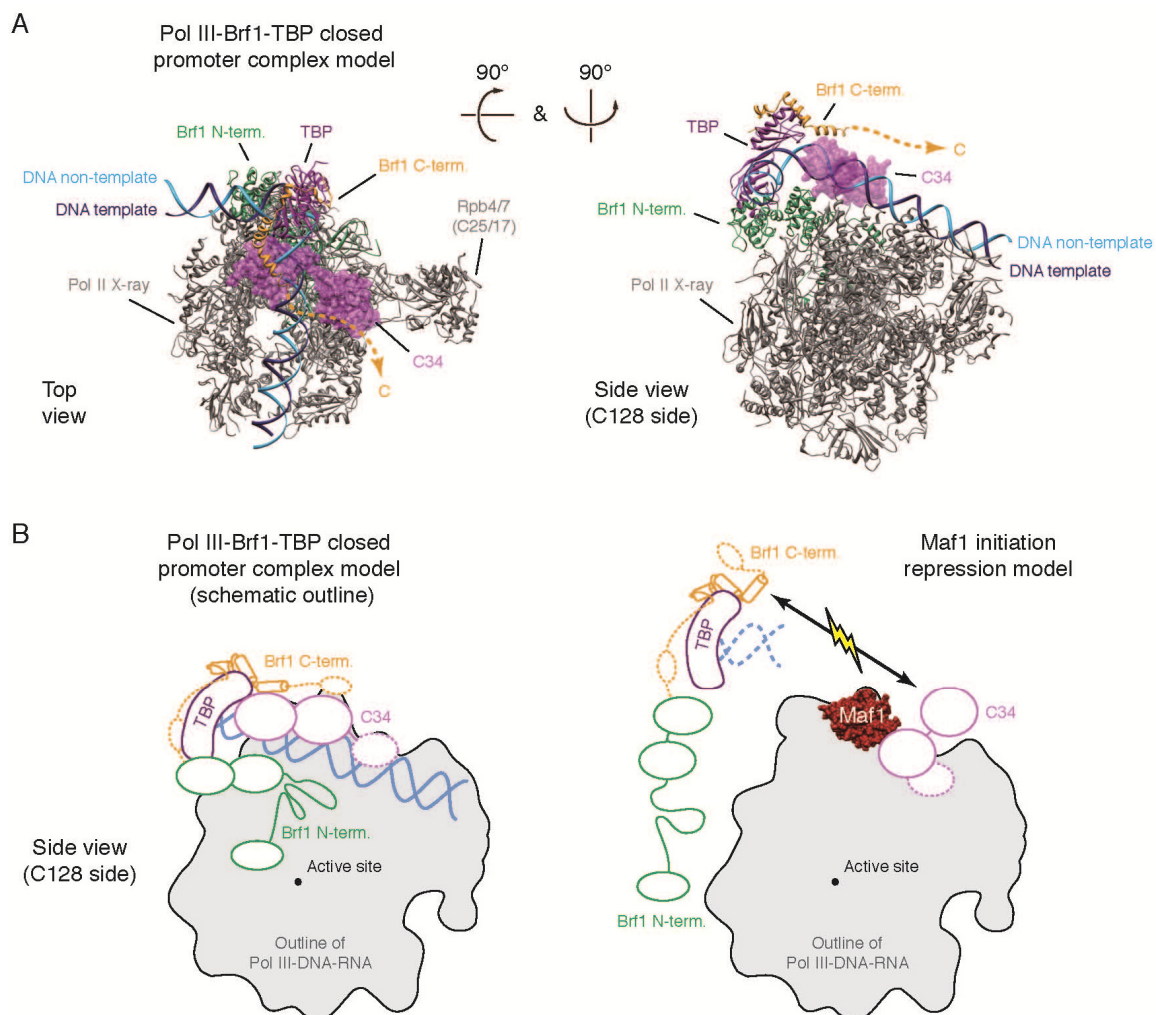 A
Pol III-Brf1-TBP closed
promoter complex model
90°
&
90°
Brf1 N-term.
TBP
Brf1 C-term.
DNA non-template
DNA template
Rpb4/7
(C25/17)
Pol II X-ray
C34
C
Top
view
Brf1 C-term.
TBP
C
C34
Brf1 N-term.
DNA non-template
DNA template
Pol II X-ray
Side view
(C128 side)
B
Pol III-Brf1-TBP closed
promoter complex model
(schematic outline)
Brf1 C-term.
TBP
C34
Brf1 N-term.
Side view
(C128 side)
Active site
Outline of
Pol III-DNA-RNA
Maf1 initiation
repression model
Brf1 C-term.
TBP
Maf1
C34
Active site
Brf1 N-term.
Outline of
Pol III-DNA-RNA